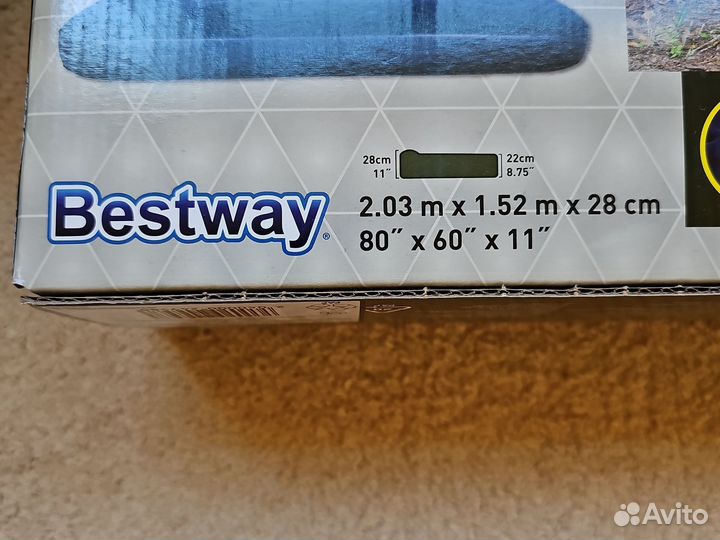 28cm
11″
22cm
8.75″
Bestway®
2.03 m x 1.52 m x 28 cm
80″ x 60″ x 11″
Avito